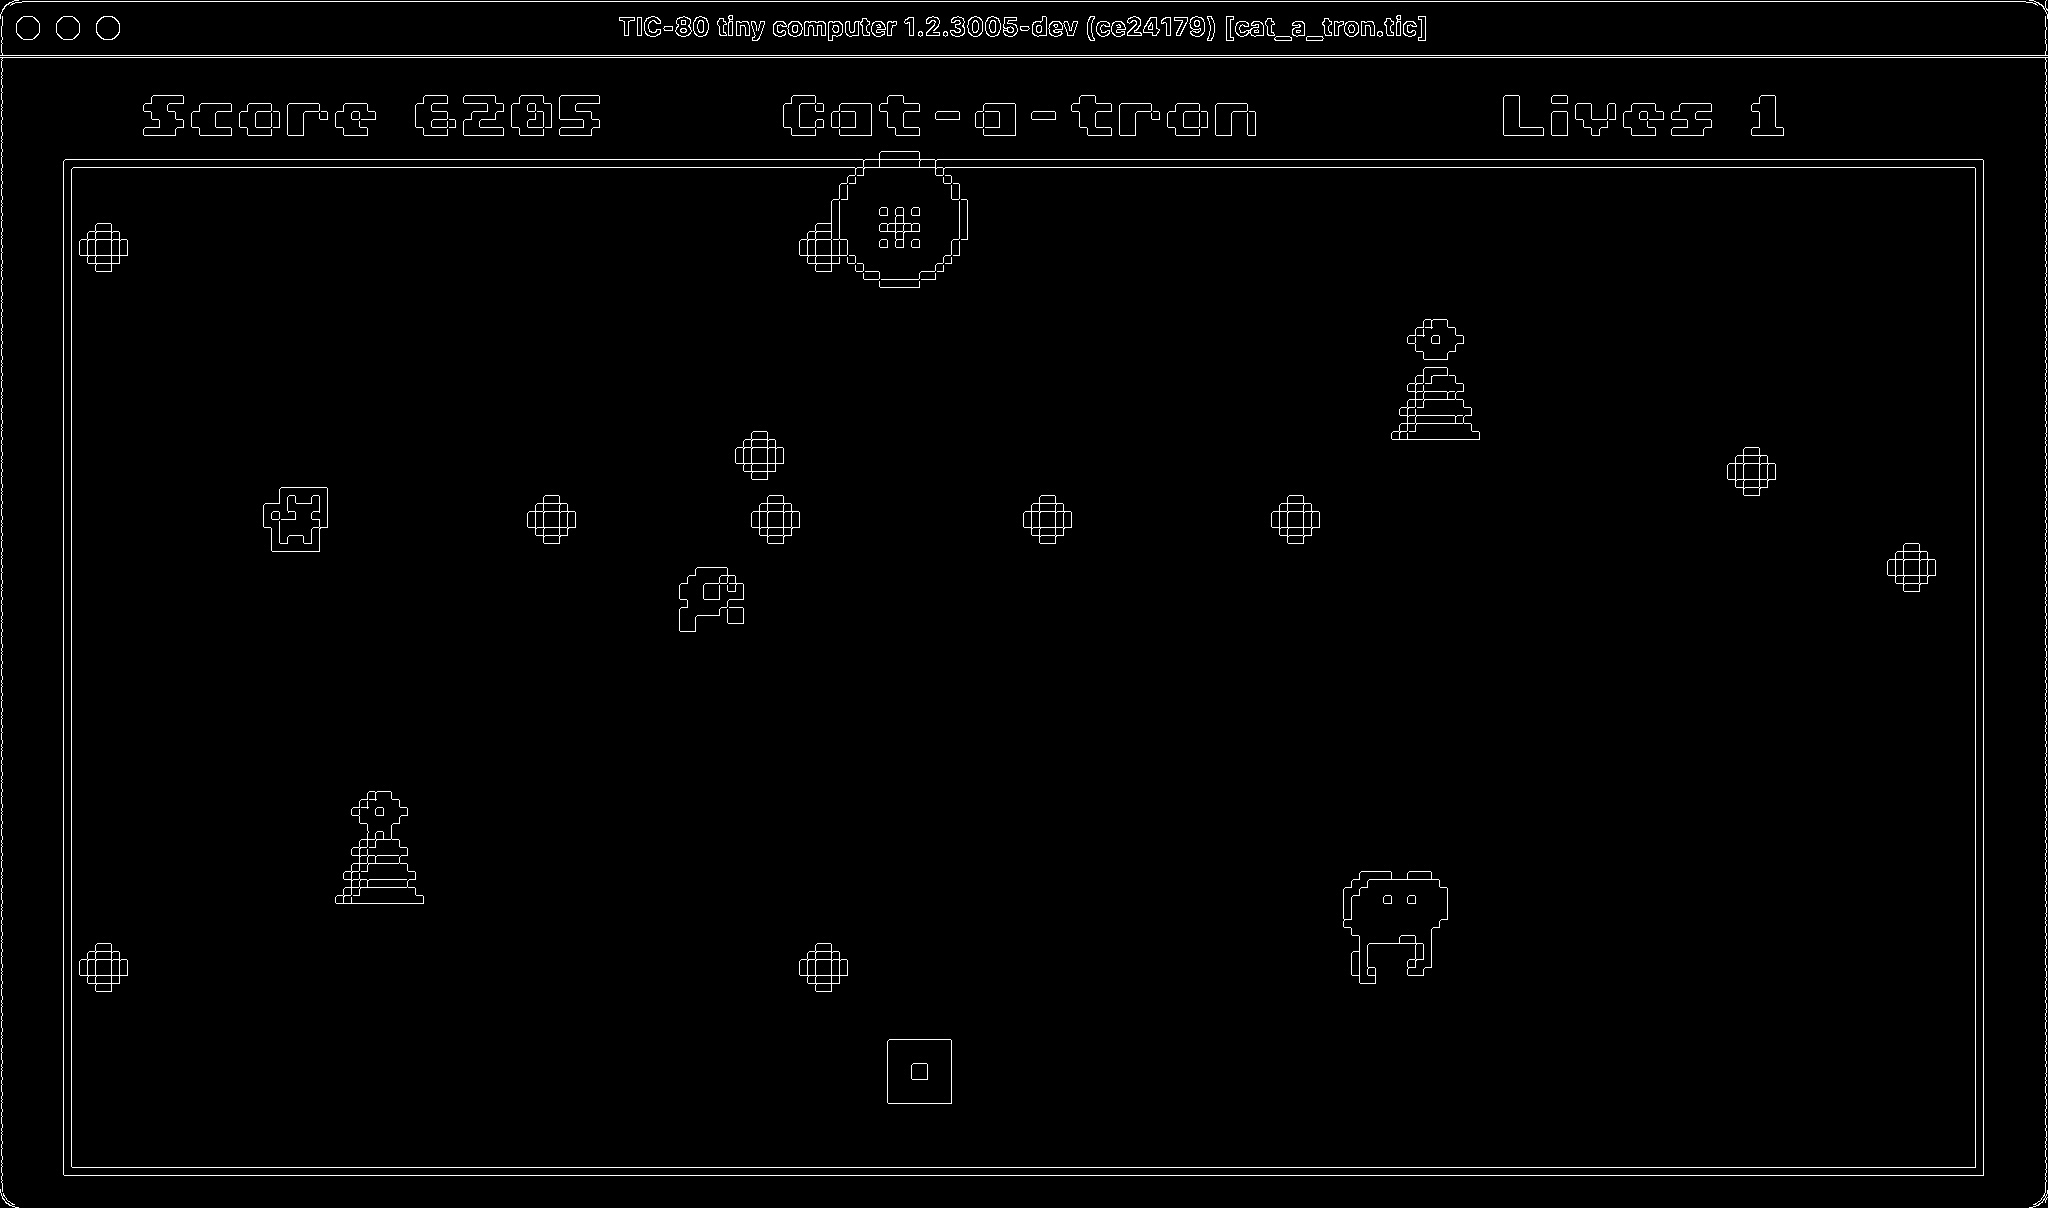 TIC-80 tiny computer 1.2.3005-dev (ce24179) [cat_a_tron.tic]
Score 6205 Cat-a-tron Lives 1